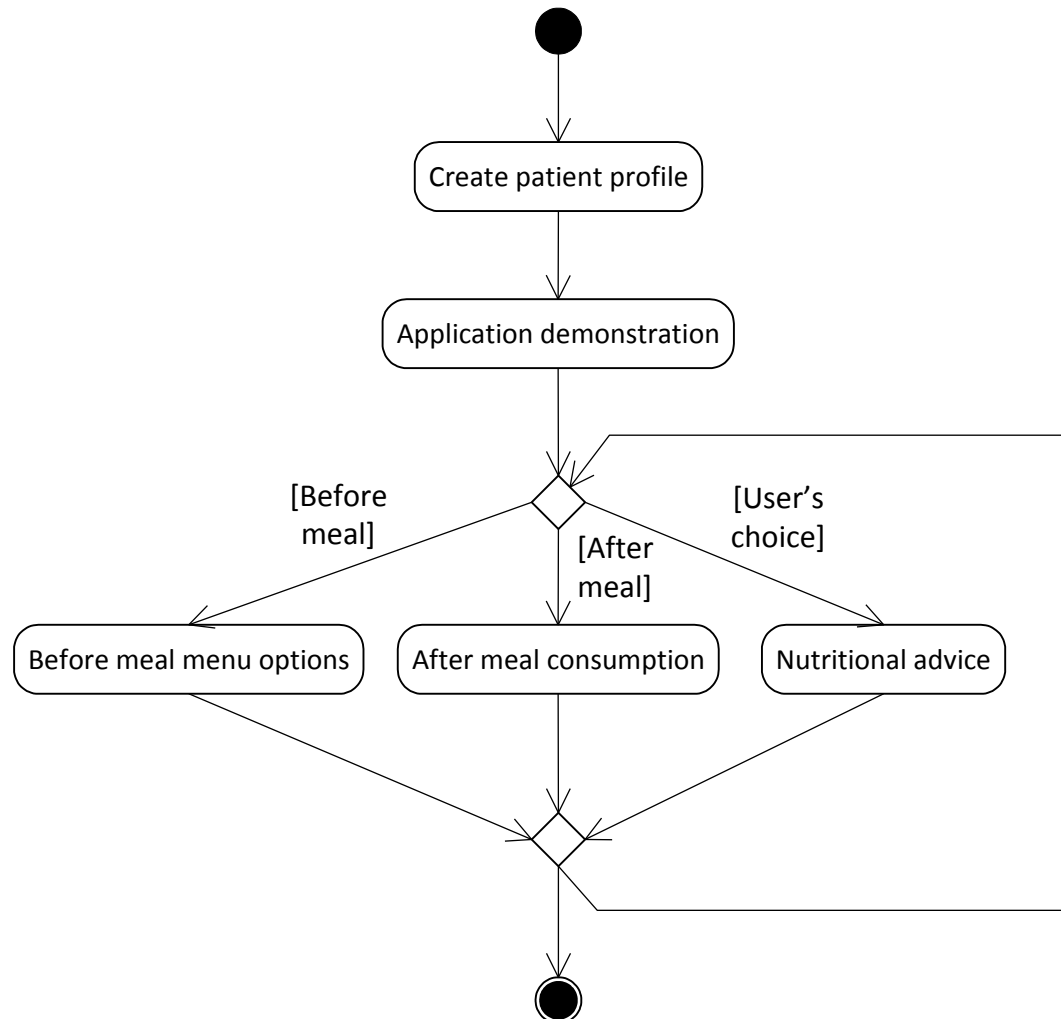 Create patient profile
Application demonstration
[Before
meal]
[After
meal]
[User’s
choice]
Before meal menu options
After meal consumption
Nutritional advice